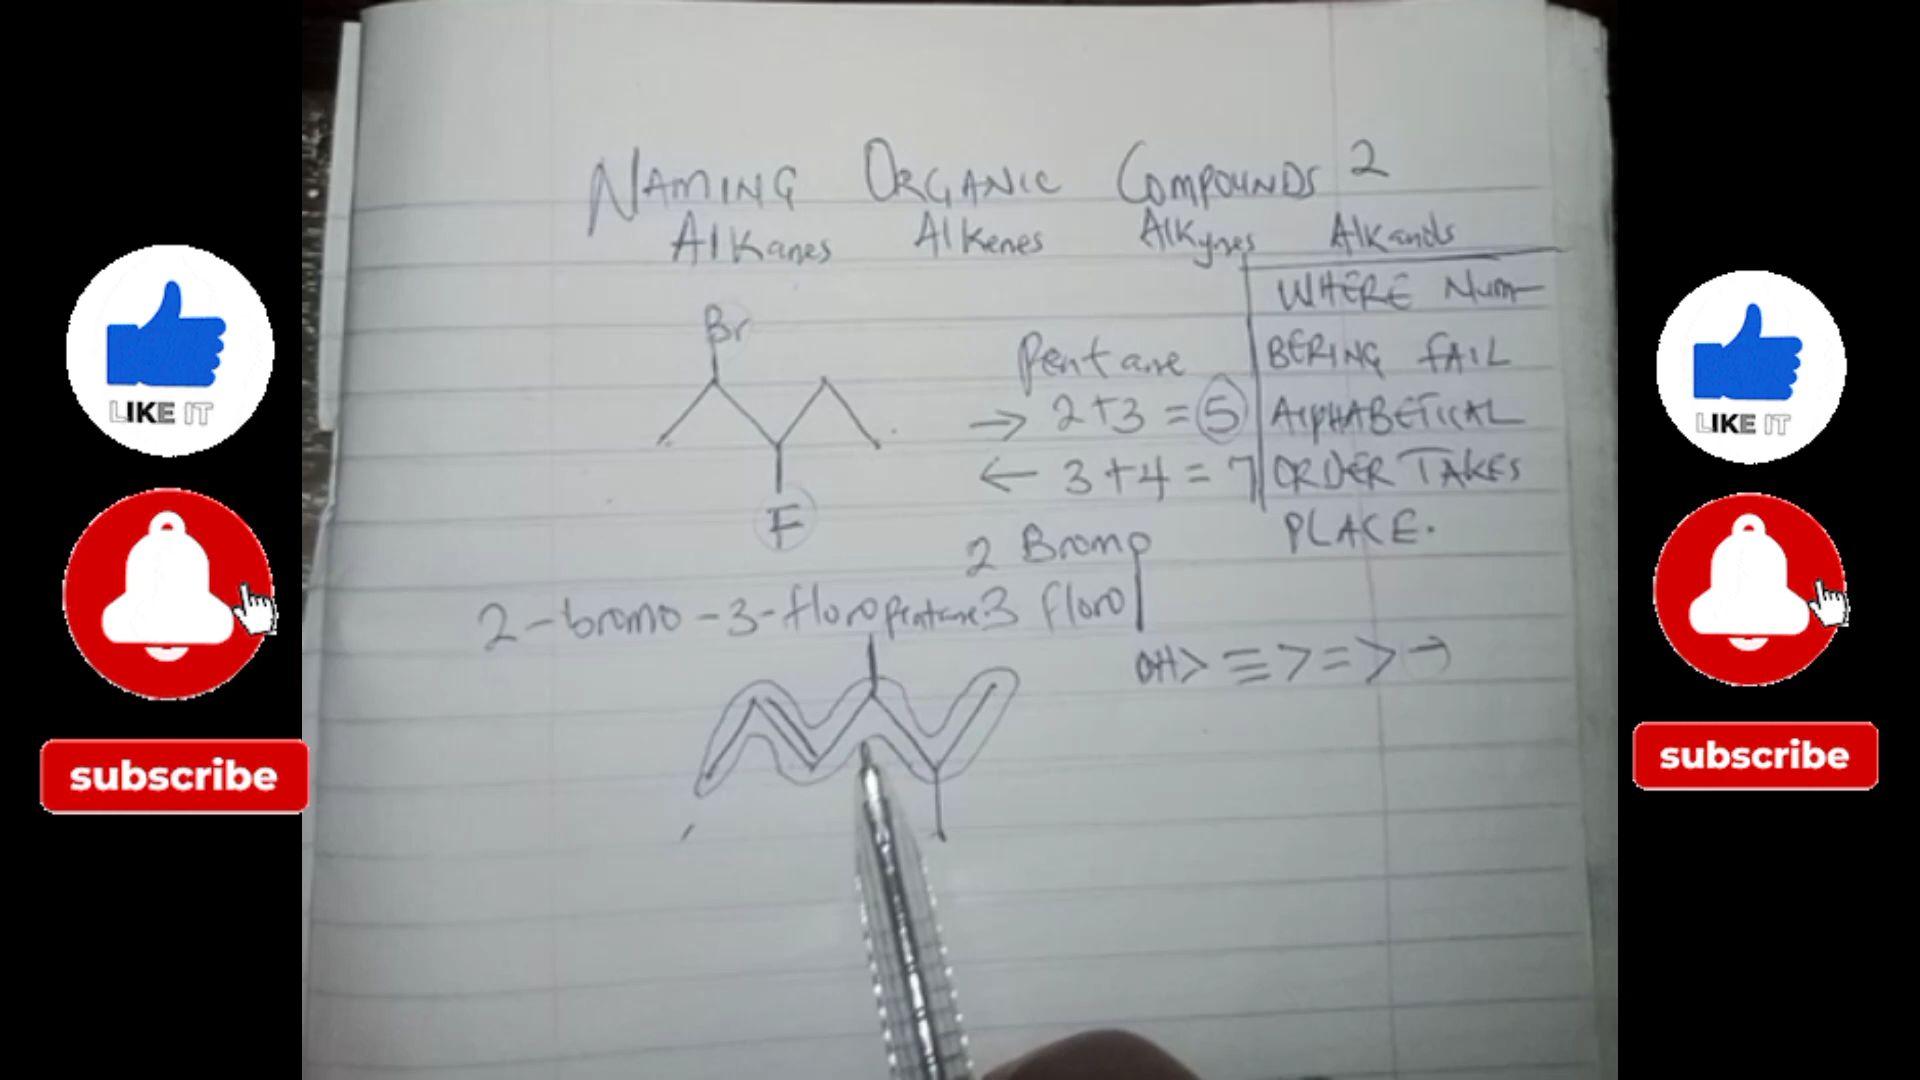 NAMING ORGANIC COMPOUNDS 2
Alkanes Alkenes Alkynes Alkanols
WHERE NUM-
BERING FAIL
ALPHABETICAL
ORDER TAKES
PLACE.
Br
F
Pentane
→ 2+3 = 5
← 3+4 = 7
2 Bromo
3 floro
2-bromo-3-floropentane
OH> ≡ > = > -
LIKE IT
subscribe
LIKE IT
subscribe